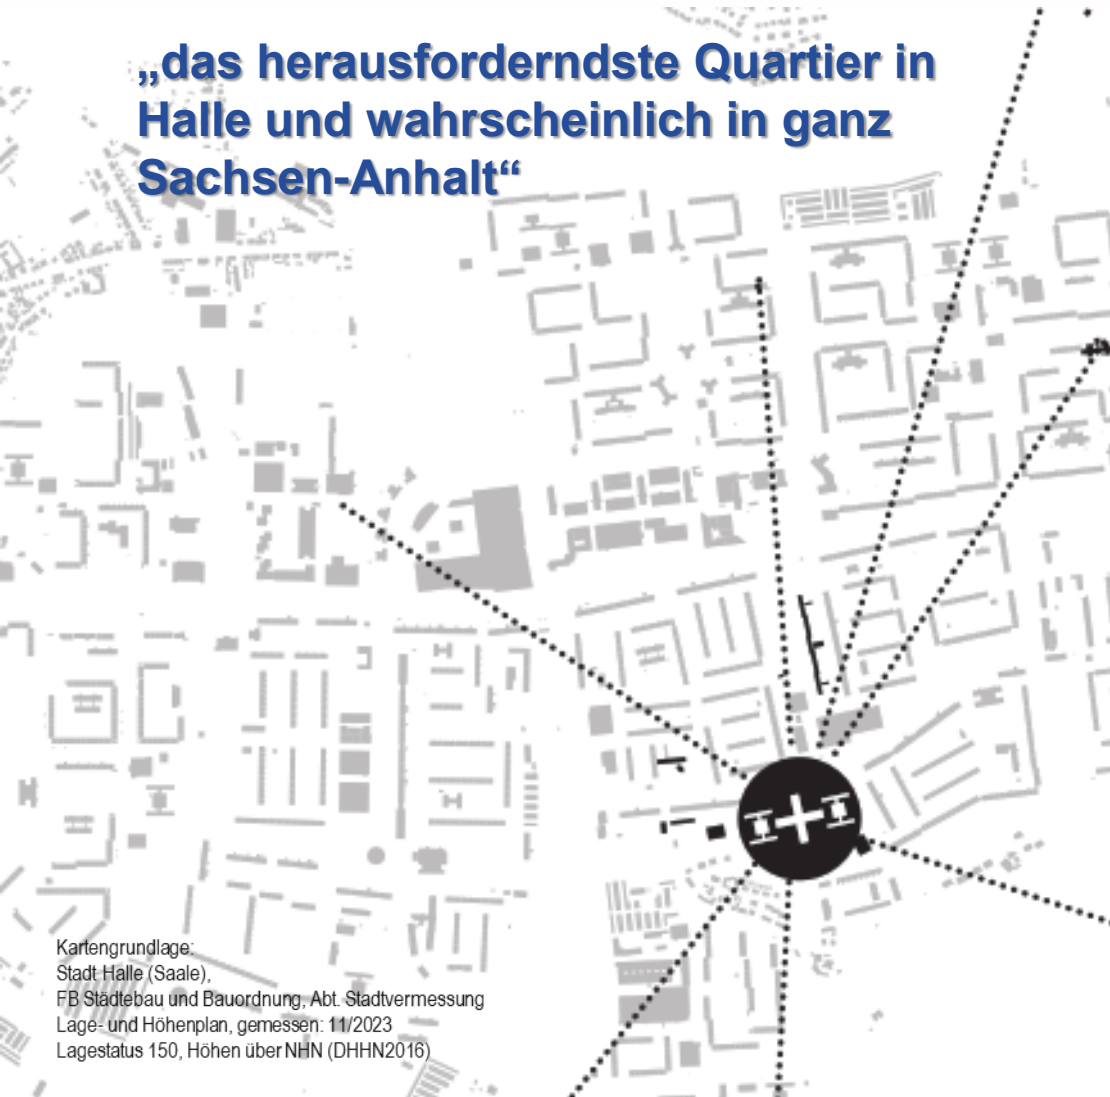 „das herausforderndste Quartier in
Halle und wahrscheinlich in ganz
Sachsen-Anhalt“
Kartengrundlage:
Stadt Halle (Saale),
FB Städtebau und Bauordnung, Abt. Stadtvermessung
Lage- und Höhenplan, gemessen: 11/2023
Lagestatus 150, Höhen über NHN (DHHN2016)